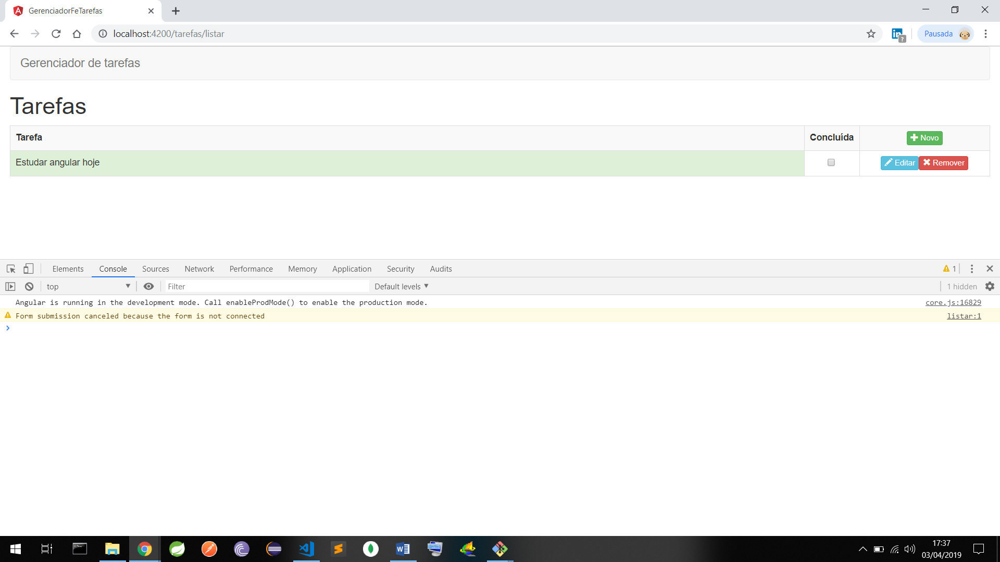 GerenciadorFeTarefas
localhost:4200/tarefas/listar
in
?
Pausada
Gerenciador de tarefas
Tarefas
Tarefa Concluída Novo
Estudar angular hoje Editar Remover
Elements Console Sources Network Performance Memory Application Security Audits 1
top Filter Default levels 1 hidden
Angular is running in the development mode. Call enableProdMode() to enable the production mode. core.js:16829
Form submission canceled because the form is not connected listar:1
17:37
03/04/2019